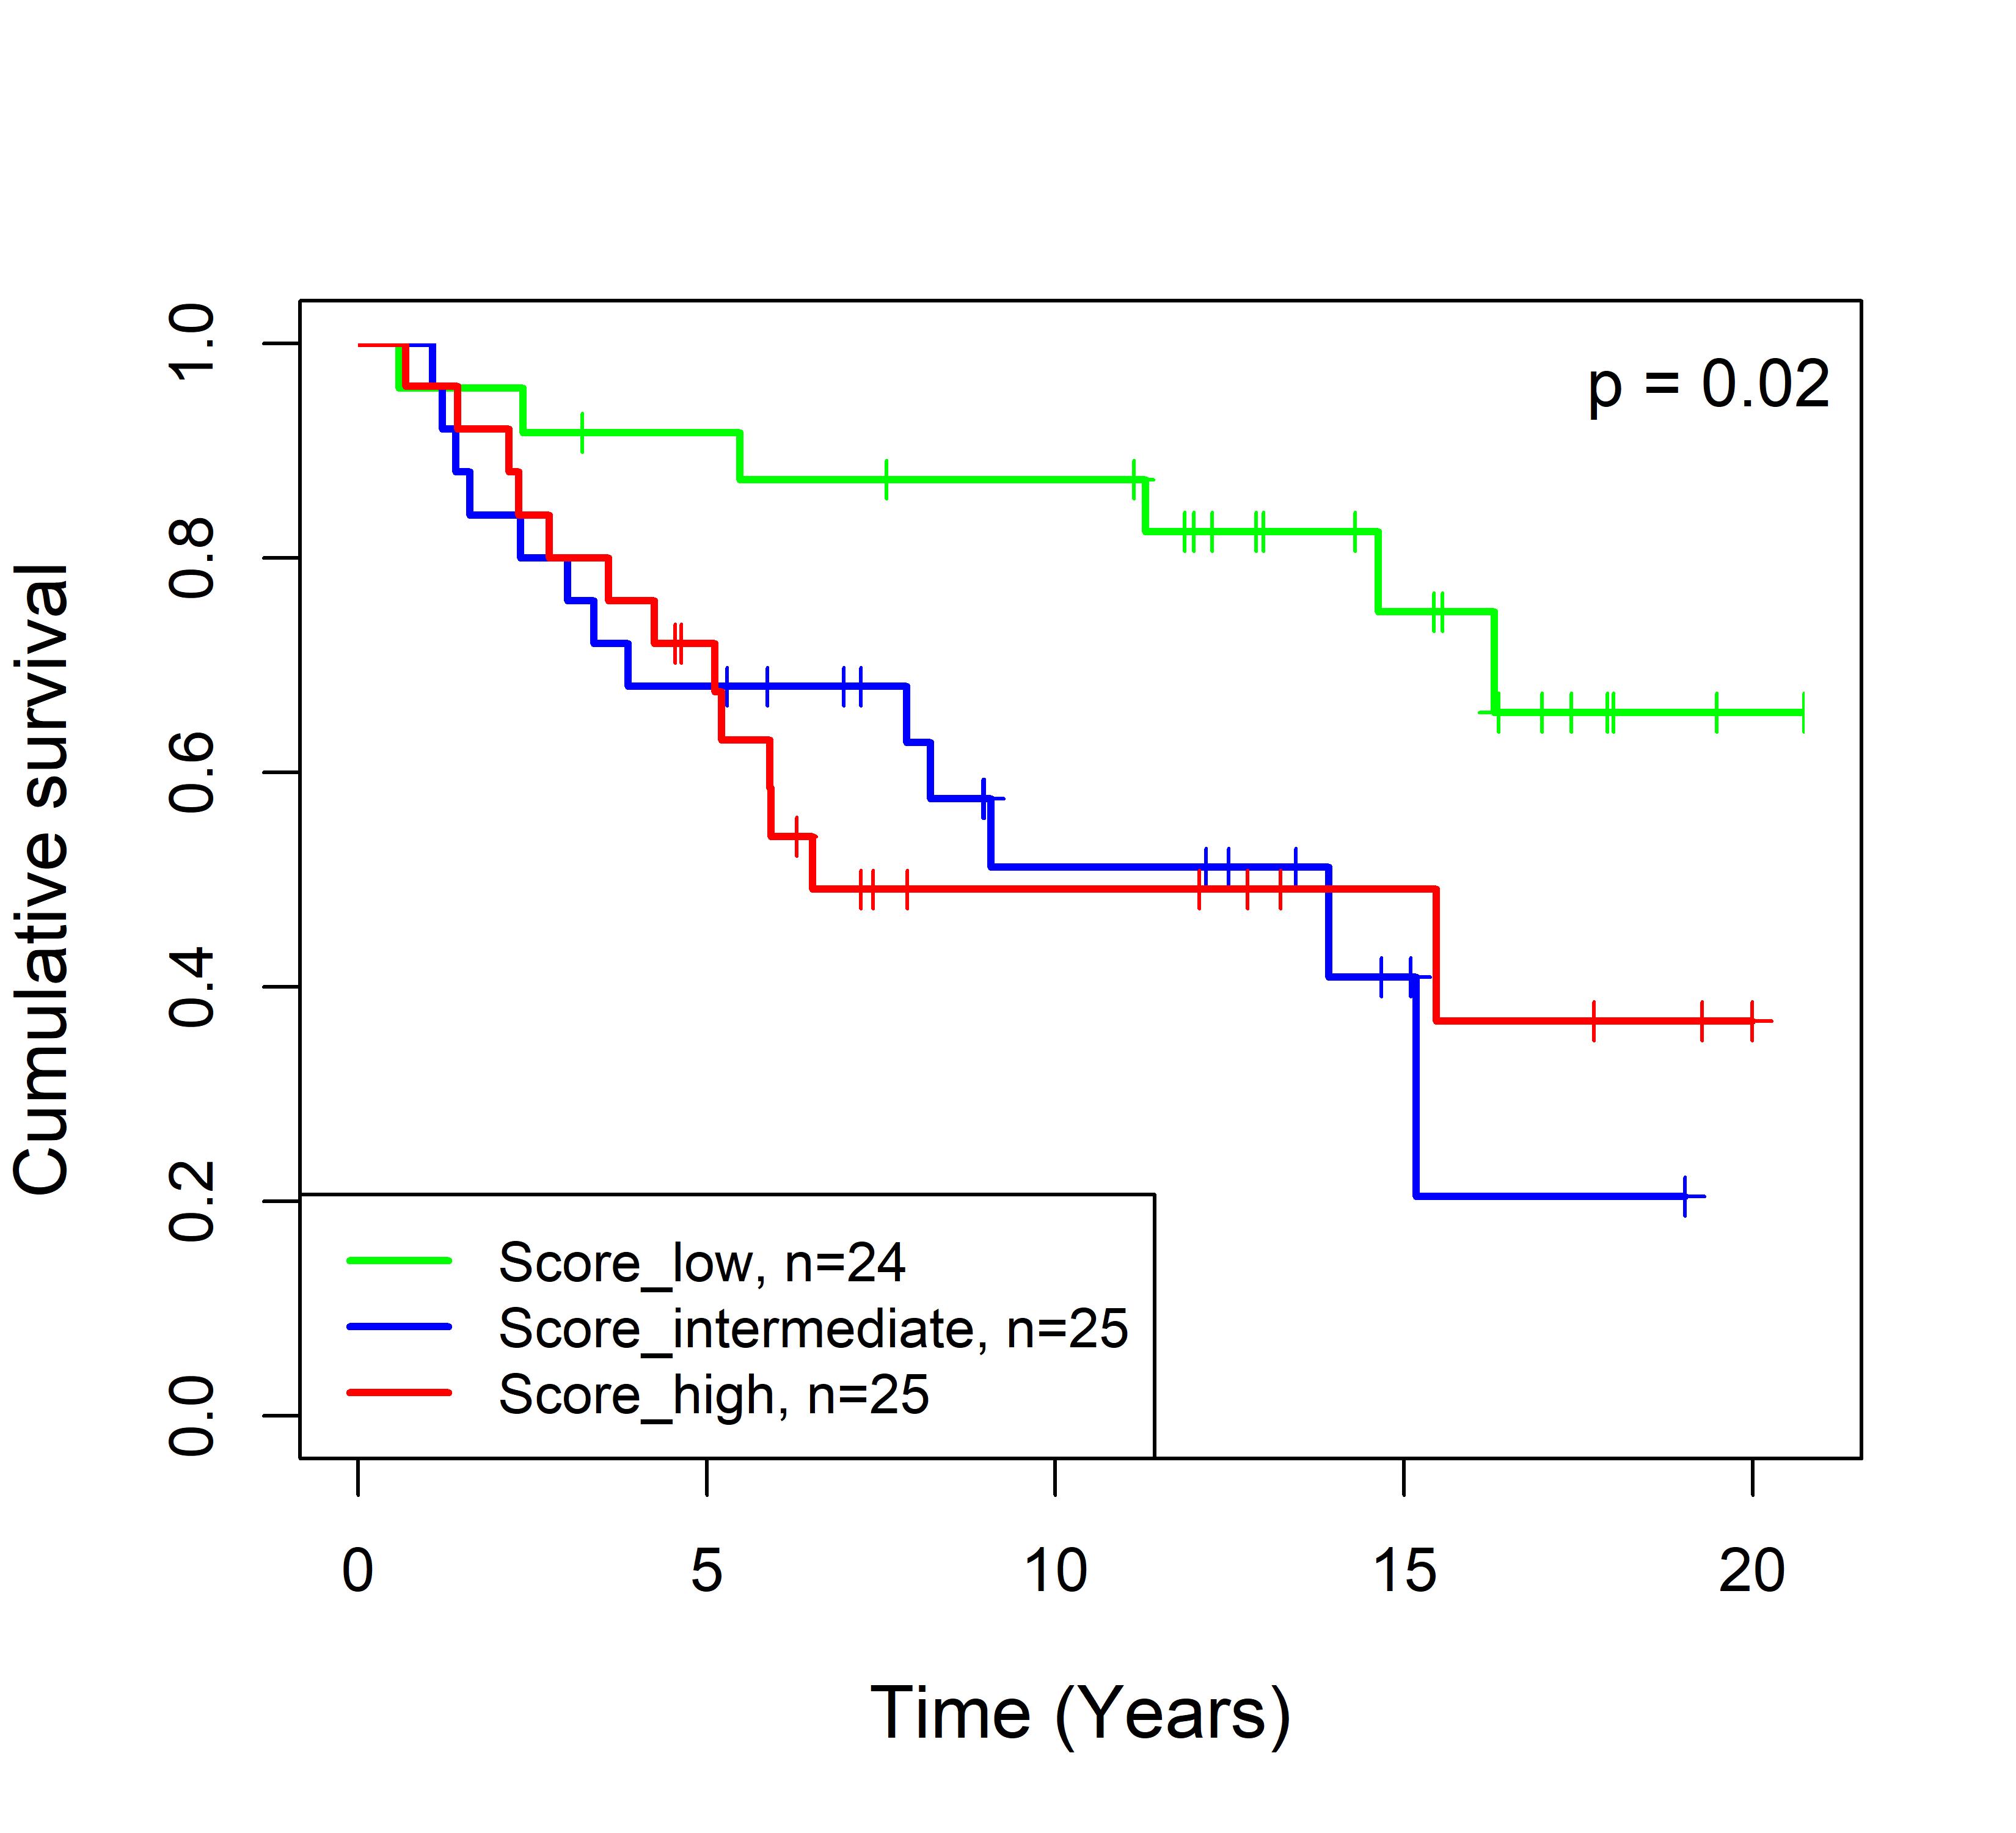 p = 0.02
Cumulative survival
1.0
0.8
0.6
0.4
0.2
0.0
Score_low, n=24
Score_intermediate, n=25
Score_high, n=25
0 5 10 15 20
Time (Years)